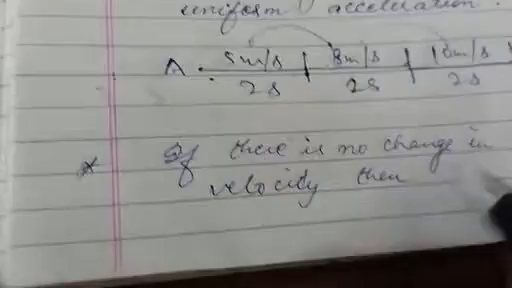 uniform acceleration.
A : 5m/s | 8m/s | 10m/s |
2s 2s 2s
* If there is no change in
velocity then